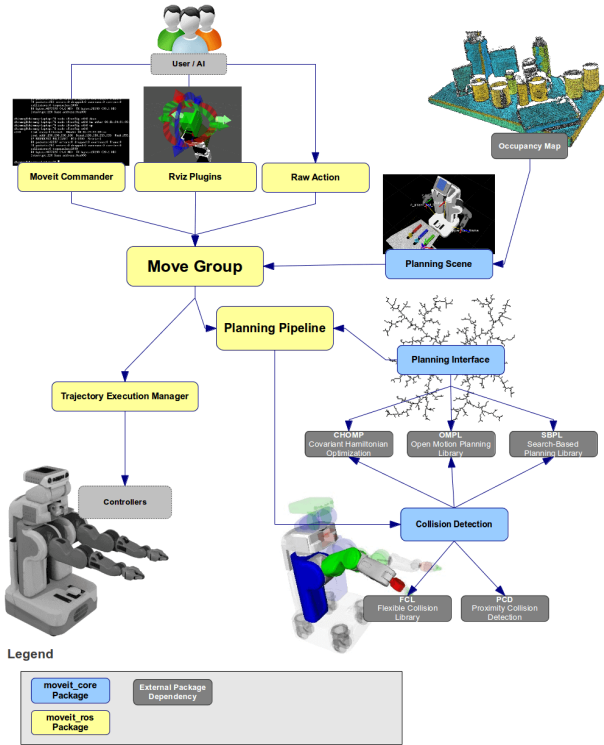 User / AI
Occupancy Map
Moveit Commander
Rviz Plugins
Raw Action
Move Group
Planning Scene
Planning Pipeline
Planning Interface
Trajectory Execution Manager
CHOMP
Covariant Hamiltonian
Optimization
OMPL
Open Motion Planning
Library
SBPL
Search-Based
Planning Library
Controllers
Collision Detection
FCL
Flexible Collision
Library
PCD
Proximity Collision
Detection
Legend
moveit_core
Package
External Package
Dependency
moveit_ros
Package